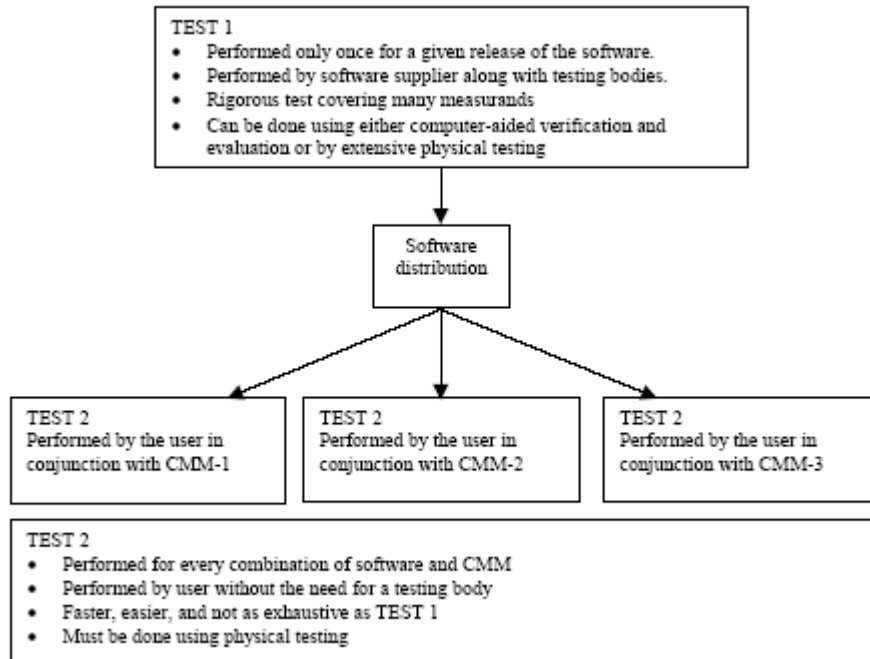 TEST 1
• Performed only once for a given release of the software.
• Performed by software supplier along with testing bodies.
• Rigorous test covering many measurands
• Can be done using either computer-aided verification and
evaluation or by extensive physical testing
Software
distribution
TEST 2
Performed by the user in
conjunction with CMM-1
TEST 2
Performed by the user in
conjunction with CMM-2
TEST 2
Performed by the user in
conjunction with CMM-3
TEST 2
• Performed for every combination of software and CMM
• Performed by user without the need for a testing body
• Faster, easier, and not as exhaustive as TEST 1
• Must be done using physical testing